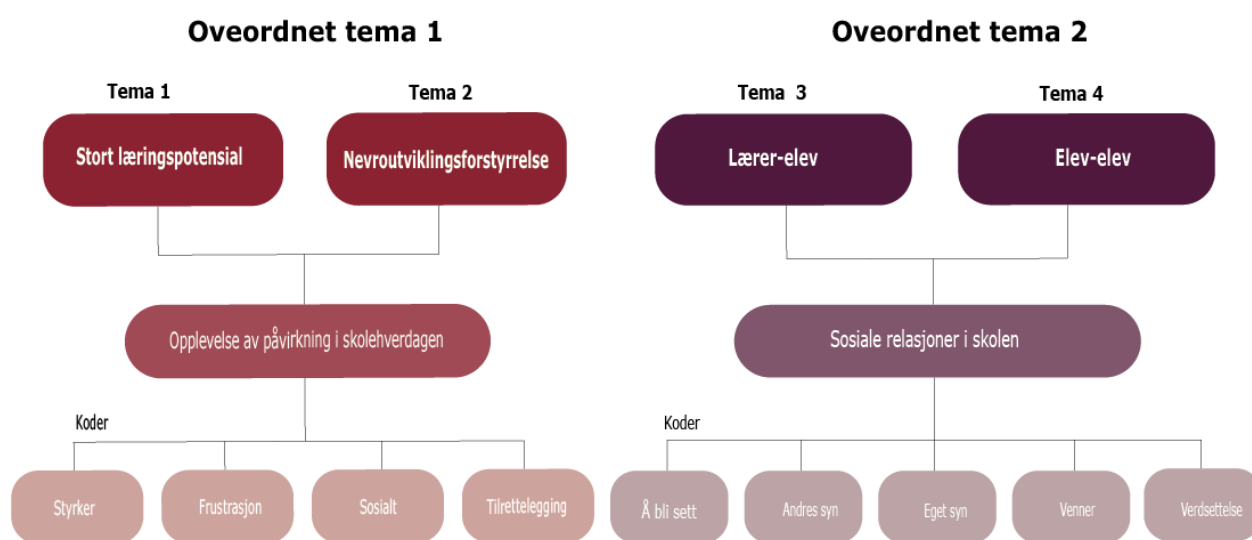 Oveordnet tema 1
Tema 1
Tema 2
Stort læringspotensial
Nevroutviklingsforstyrrelse
Opplevelse av påvirkning i skolehverdagen
Koder
Styrker
Frustrasjon
Sosialt
Tilrettelegging
Oveordnet tema 2
Tema 3
Tema 4
Lærer-elev
Elev-elev
Sosiale relasjoner i skolen
Koder
Å bli sett
Andres syn
Eget syn
Venner
Verdsettelse